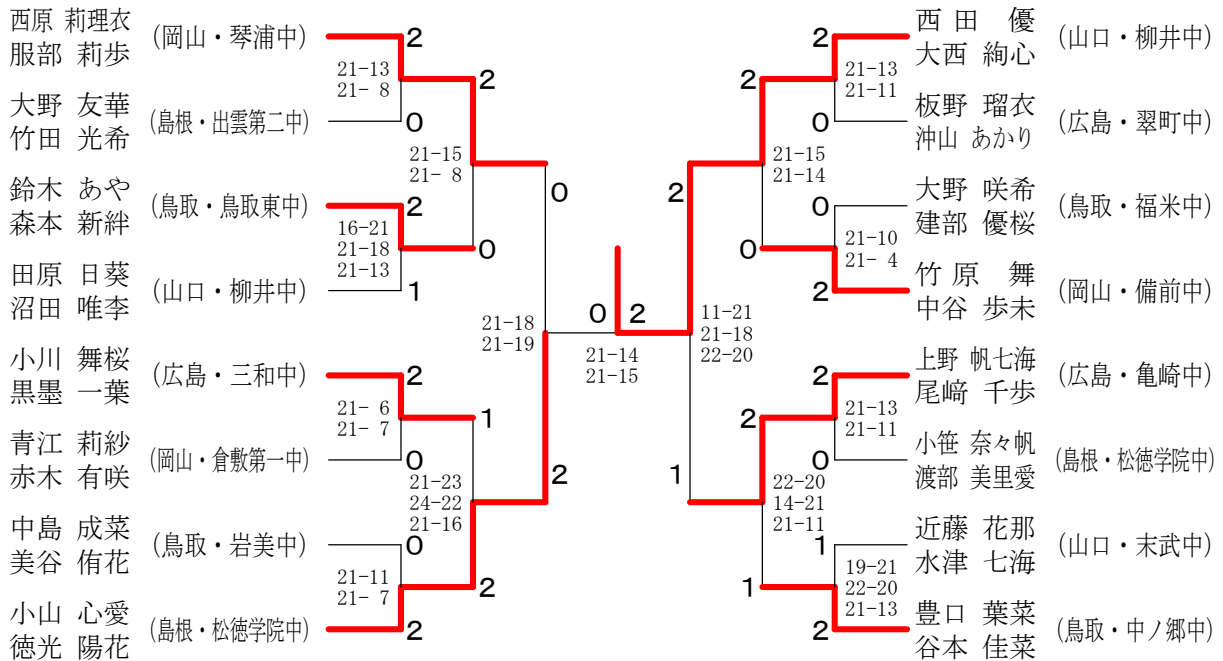 西原 莉理衣
服部 莉歩
(岡山・琴浦中)
2
21-13
21- 8
大野 友華
竹田 光希
(島根・出雲第二中)
0
2
21-15
21- 8
鈴木 あや
森本 新絆
(鳥取・鳥取東中)
2
16-21
21-18
21-13
0
田原 日葵
沼田 唯李
(山口・柳井中)
1
0
21-18
21-19
小川 舞桜
黒墨 一葉
(広島・三和中)
2
21- 6
21- 7
1
青江 莉紗
赤木 有咲
(岡山・倉敷第一中)
0
21-23
24-22
21-16
2
中島 成菜
美谷 侑花
(鳥取・岩美中)
0
21-11
21- 7
2
小山 心愛
徳光 陽花
(島根・松徳学院中)
2
0 2
21-14
21-15
2
西田 優
大西 絢心
(山口・柳井中)
21-13
21-11
2
0
板野 瑠衣
沖山 あかり
(広島・翠町中)
21-15
21-14
2
0
大野 咲希
建部 優桜
(鳥取・福米中)
21-10
21- 4
0
2
竹原 舞
中谷 歩未
(岡山・備前中)
11-21
21-18
22-20
2
上野 帆七海
尾﨑 千歩
(広島・亀崎中)
21-13
21-11
2
0
小笹 奈々帆
渡部 美里愛
(島根・松徳学院中)
1
22-20
14-21
21-11
1
近藤 花那
水津 七海
(山口・末武中)
19-21
22-20
21-13
1
2
豊口 葉菜
谷本 佳菜
(鳥取・中ノ郷中)